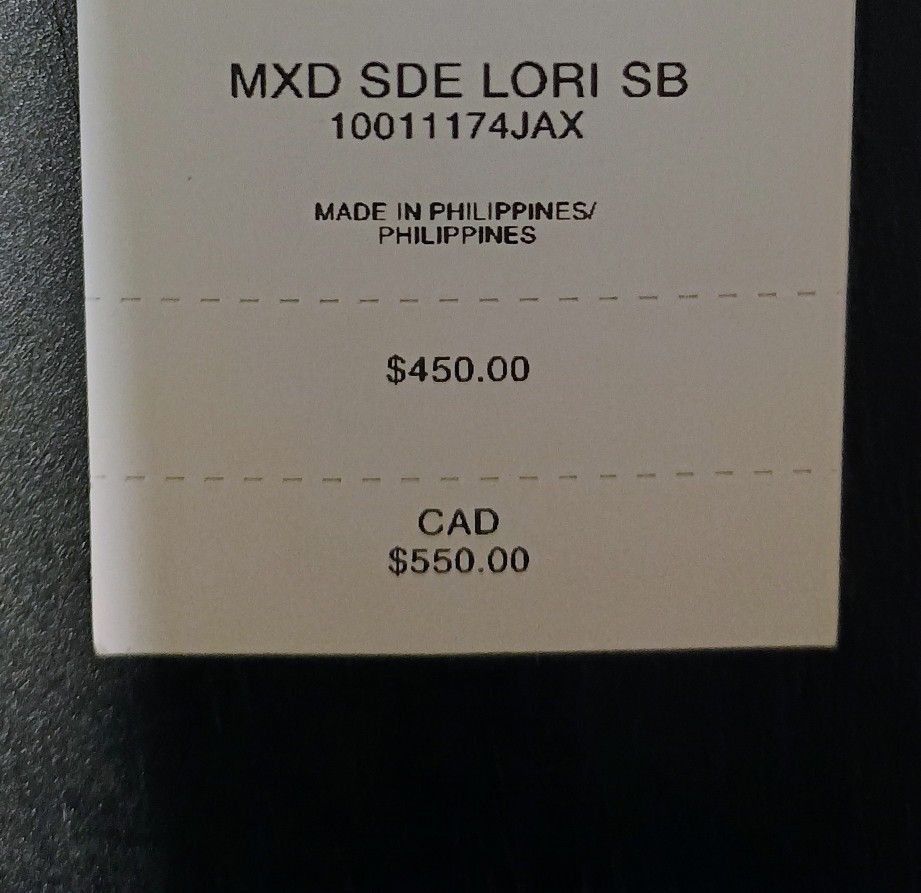 MXD SDE LORI SB
10011174JAX
MADE IN PHILIPPINES/
PHILIPPINES
$450.00
CAD
$550.00